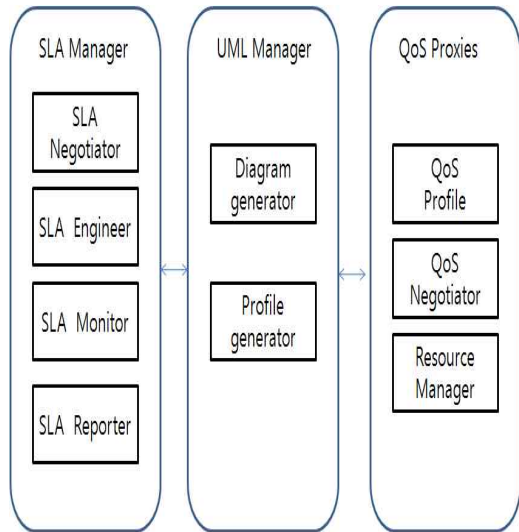 SLA Manager
SLA
Negotiator
SLA Engineer
SLA Monitor
SLA Reporter
UML Manager
Diagram
generator
Profile
generator
QoS Proxies
QoS
Profile
QoS
Negotiator
Resource
Manager